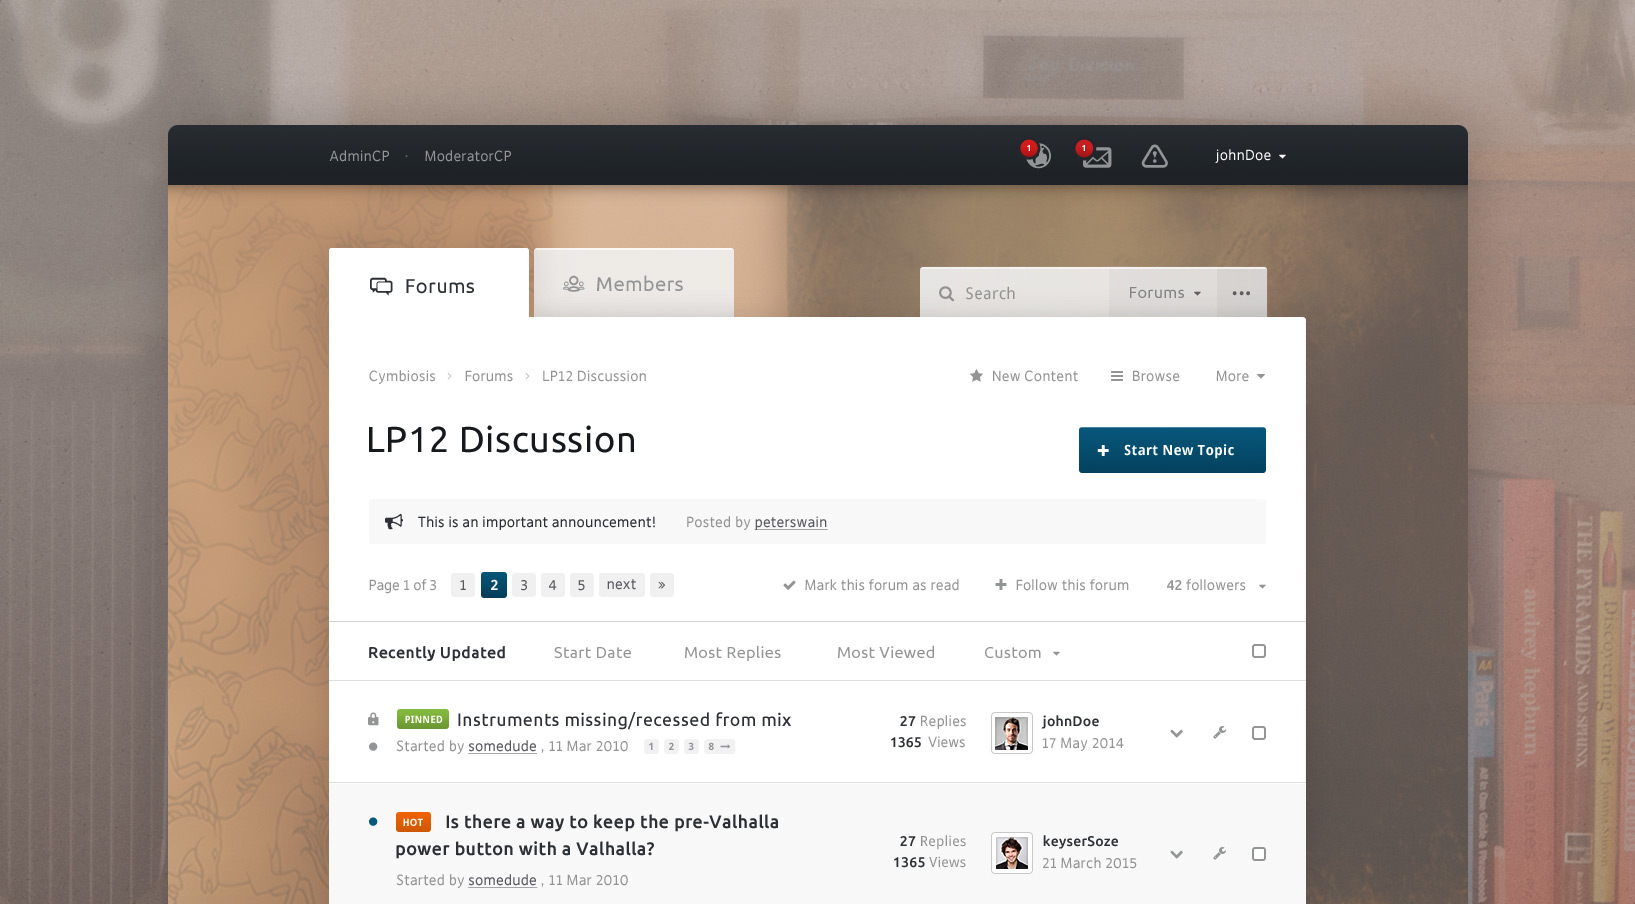 AdminCP · ModeratorCP
1 1 johnDoe
Forums
Members
Search Forums •••
Cymbiosis > Forums > LP12 Discussion
New Content Browse More
LP12 Discussion
+ Start New Topic
This is an important announcement! Posted by peterswain
Page 1 of 3 1 2 3 4 5 next »
Mark this forum as read + Follow this forum 42 followers
Recently Updated Start Date Most Replies Most Viewed Custom
PINNED Instruments missing/recessed from mix
Started by somedude , 11 Mar 2010 1 2 3 8 →
27 Replies
1365 Views
johnDoe
17 May 2014
HOT Is there a way to keep the pre-Valhalla
power button with a Valhalla?
Started by somedude , 11 Mar 2010
27 Replies
1365 Views
keyserSoze
21 March 2015
AA
Paris
the audrey hepburn
THE PYRAMIDS AND SPHINX
Discovering Wine